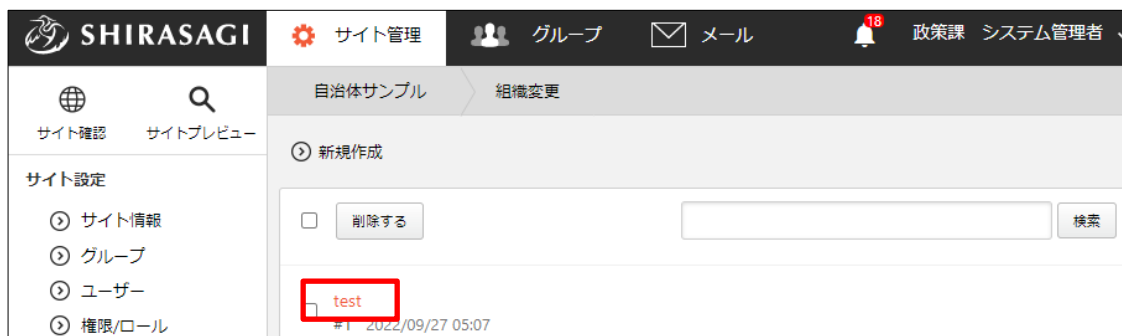 SHIRASAGI サイト管理 グループ メール 18 政策課 システム管理者
自治体サンプル 組織変更
サイト確認 サイトプレビュー
新規作成
サイト設定
サイト情報
削除する 検索
グループ
ユーザー
test
権限/ロール
#1 2022/09/27 05:07